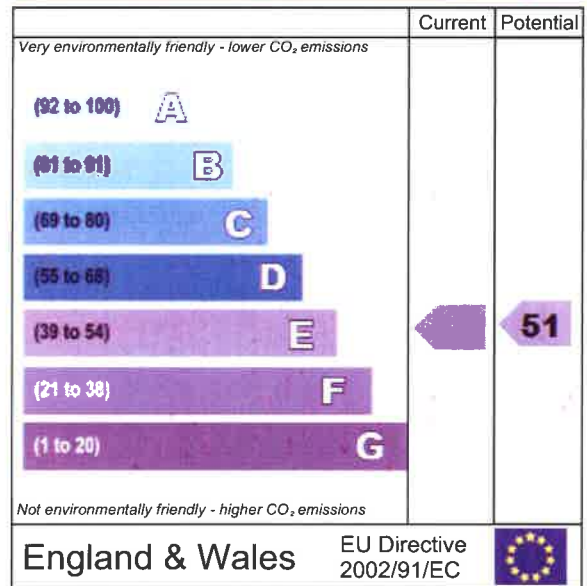 Current Potential
Very environmentally friendly - lower CO₂ emissions
(92 to 100) A
(81 to 91) B
(69 to 80) C
(55 to 68) D
(39 to 54) E
51
(21 to 38) F
(1 to 20) G
Not environmentally friendly - higher CO₂ emissions
England & Wales
EU Directive
2002/91/EC